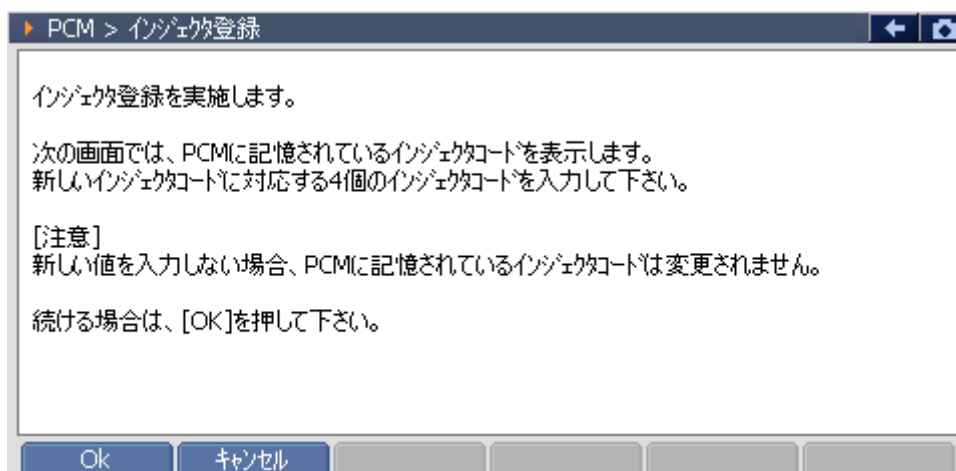 PCM > インジェクタ登録
インジェクタ登録を実施します。
次の画面では、PCMに記憶されているインジェクタコードを表示します。
新しいインジェクタコードに対応する4個のインジェクタコードを入力して下さい。
[注意]
新しい値を入力しない場合、PCMに記憶されているインジェクタコードは変更されません。
続ける場合は、[OK]を押して下さい。
Ok キャンセル